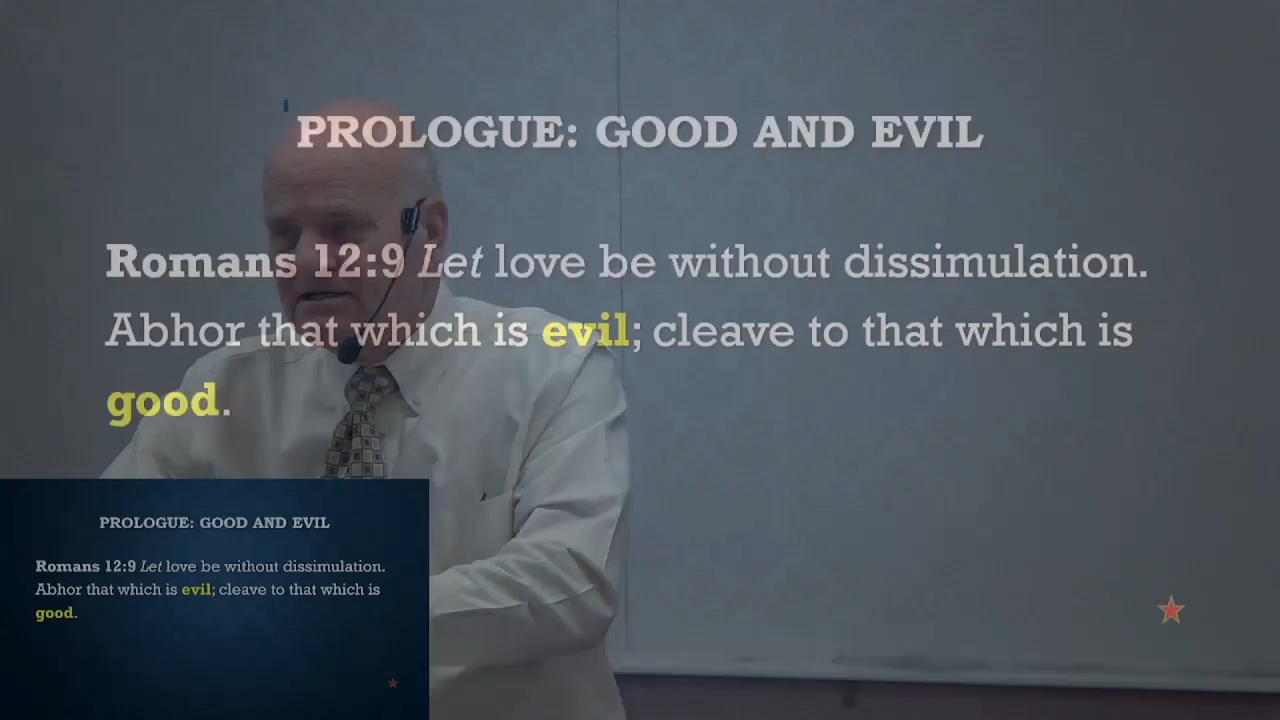 PROLOGUE: GOOD AND EVIL
Romans 12:9 Let love be without dissimulation.
Abhor that which is evil; cleave to that which is
good.
PROLOGUE: GOOD AND EVIL
Romans 12:9 Let love be without dissimulation.
Abhor that which is evil; cleave to that which is
good.